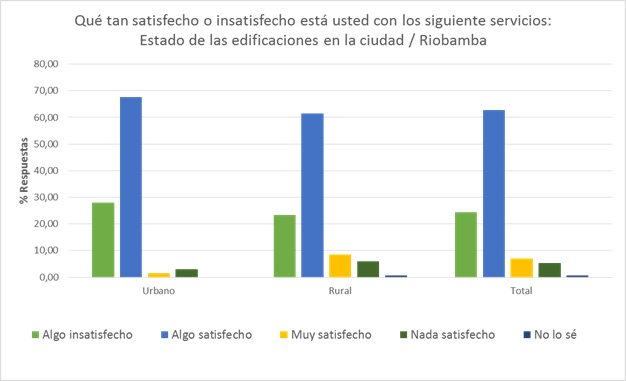 Qué tan satisfecho o insatisfecho está usted con los siguiente servicios:
Estado de las edificaciones en la ciudad / Riobamba
80,00
70,00
60,00
50,00
40,00
30,00
20,00
10,00
0,00
% Respuestas
Urbano
Rural
Total
Algo insatisfecho
Algo satisfecho
Muy satisfecho
Nada satisfecho
No lo sé